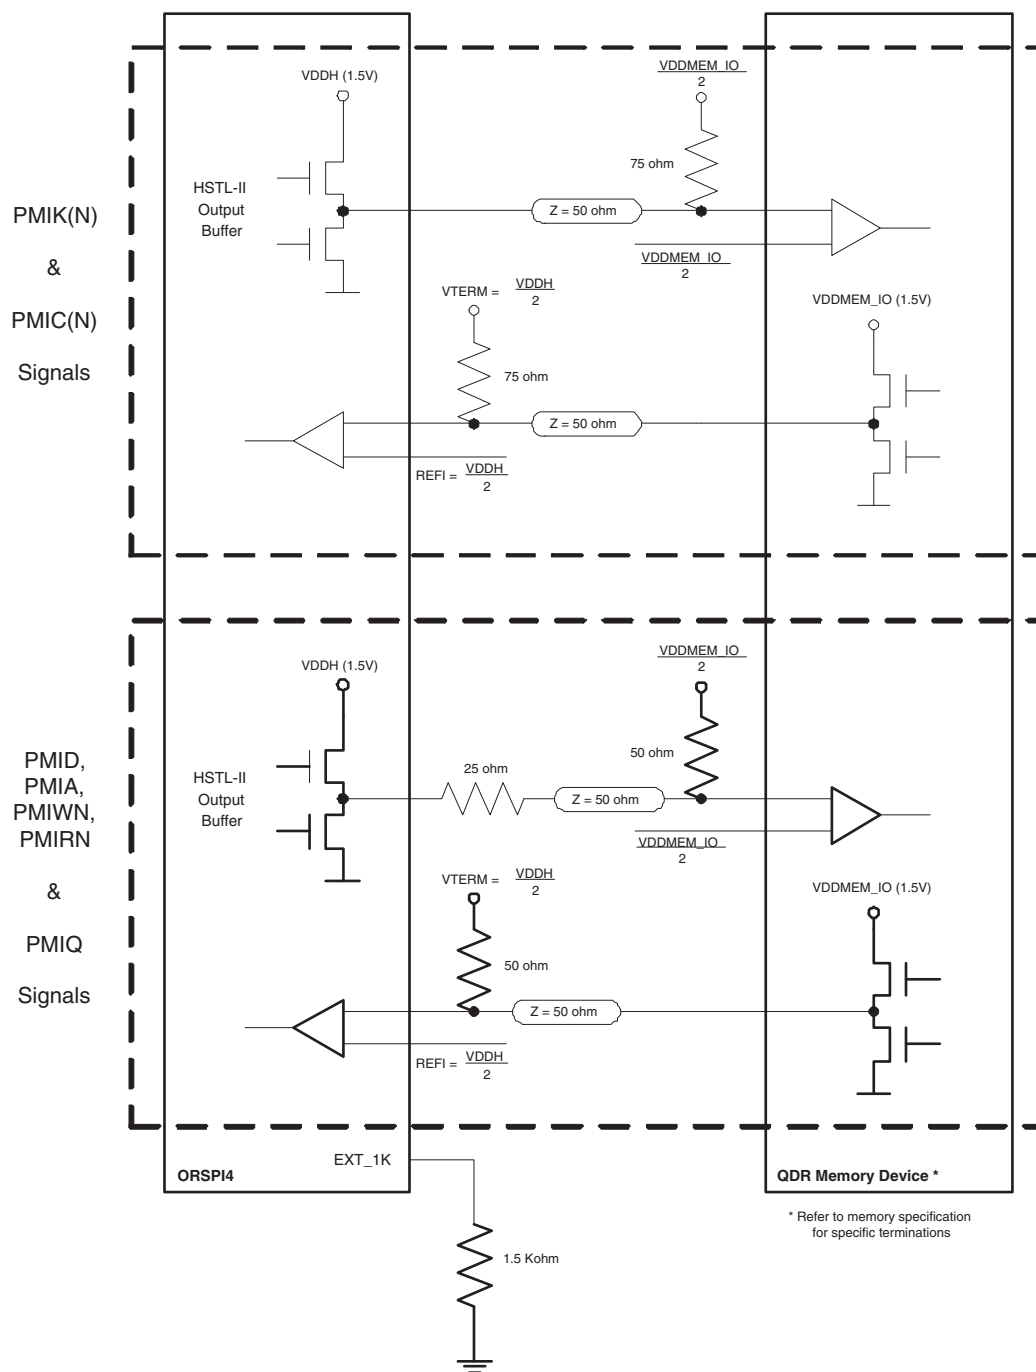 VDDH (1.5V)
VDDMEM_IO
2
75 ohm
HSTL-II
Output
Buffer
Z = 50 ohm
VDDMEM_IO
2
PMIK(N)
&
PMIC(N)
Signals
VTERM = VDDH
2
VDDMEM_IO (1.5V)
75 ohm
Z = 50 ohm
REFI = VDDH
2
VDDH (1.5V)
VDDMEM_IO
2
50 ohm
25 ohm
HSTL-II
Output
Buffer
Z = 50 ohm
VDDMEM_IO
2
PMID,
PMIA,
PMIWN,
PMIRN
&
PMIQ
Signals
VTERM = VDDH
2
VDDMEM_IO (1.5V)
50 ohm
Z = 50 ohm
REFI = VDDH
2
EXT_1K
ORSPI4
QDR Memory Device *
* Refer to memory specification
for specific terminations
1.5 Kohm